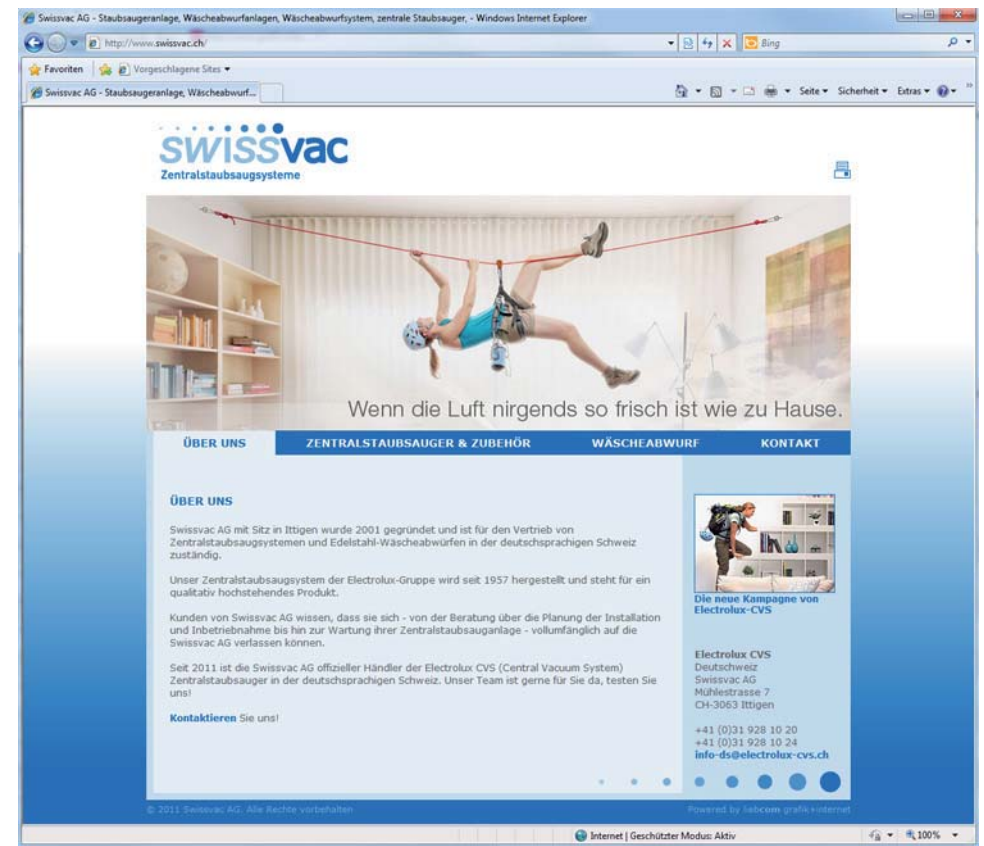 Swissvac AG - Staubsaugeranlage, Wäscheabwurfanlagen, Wäscheabwurfsystem, zentrale Staubsauger, - Windows Internet Explorer
http://www.swissvac.ch/
Bing
Favoriten
Vorgeschlagene Sites
Swissvac AG - Staubsaugeranlage, Wäscheabwurf...
Seite
Sicherheit
Extras
swissvac
Zentralstaubsaugsysteme
Wenn die Luft nirgends so frisch ist wie zu Hause.
ÜBER UNS
ZENTRALSTAUBSAUGER & ZUBEHÖR
WÄSCHEABWURF
KONTAKT
ÜBER UNS
Swissvac AG mit Sitz in Ittigen wurde 2001 gegründet und ist für den Vertrieb von
Zentralstaubsaugsystemen und Edelstahl-Wäscheabwürfen in der deutschsprachigen Schweiz
zuständig.
Unser Zentralstaubsaugsystem der Electrolux-Gruppe wird seit 1957 hergestellt und steht für ein
qualitativ hochstehendes Produkt.
Kunden von Swissvac AG wissen, dass sie sich - von der Beratung über die Planung der Installation
und Inbetriebnahme bis hin zur Wartung ihrer Zentralstaubsauganlage - vollumfänglich auf die
Swissvac AG verlassen können.
Seit 2011 ist die Swissvac AG offizieller Händler der Electrolux CVS (Central Vacuum System)
Zentralstaubsauger in der deutschsprachigen Schweiz. Unser Team ist gerne für Sie da, testen Sie
uns!
Kontaktieren Sie uns!
Die neue Kampagne von
Electrolux-CVS
Electrolux CVS
Deutschweiz
Swissvac AG
Mühlestrasse 7
CH-3063 Ittigen
+41 (0)31 928 10 20
+41 (0)31 928 10 24
info-ds@electrolux-cvs.ch
© 2011 Swissvac AG. Alle Rechte vorbehalten
Powered by liebcom grafik+internet
Internet | Geschützter Modus: Aktiv
100%